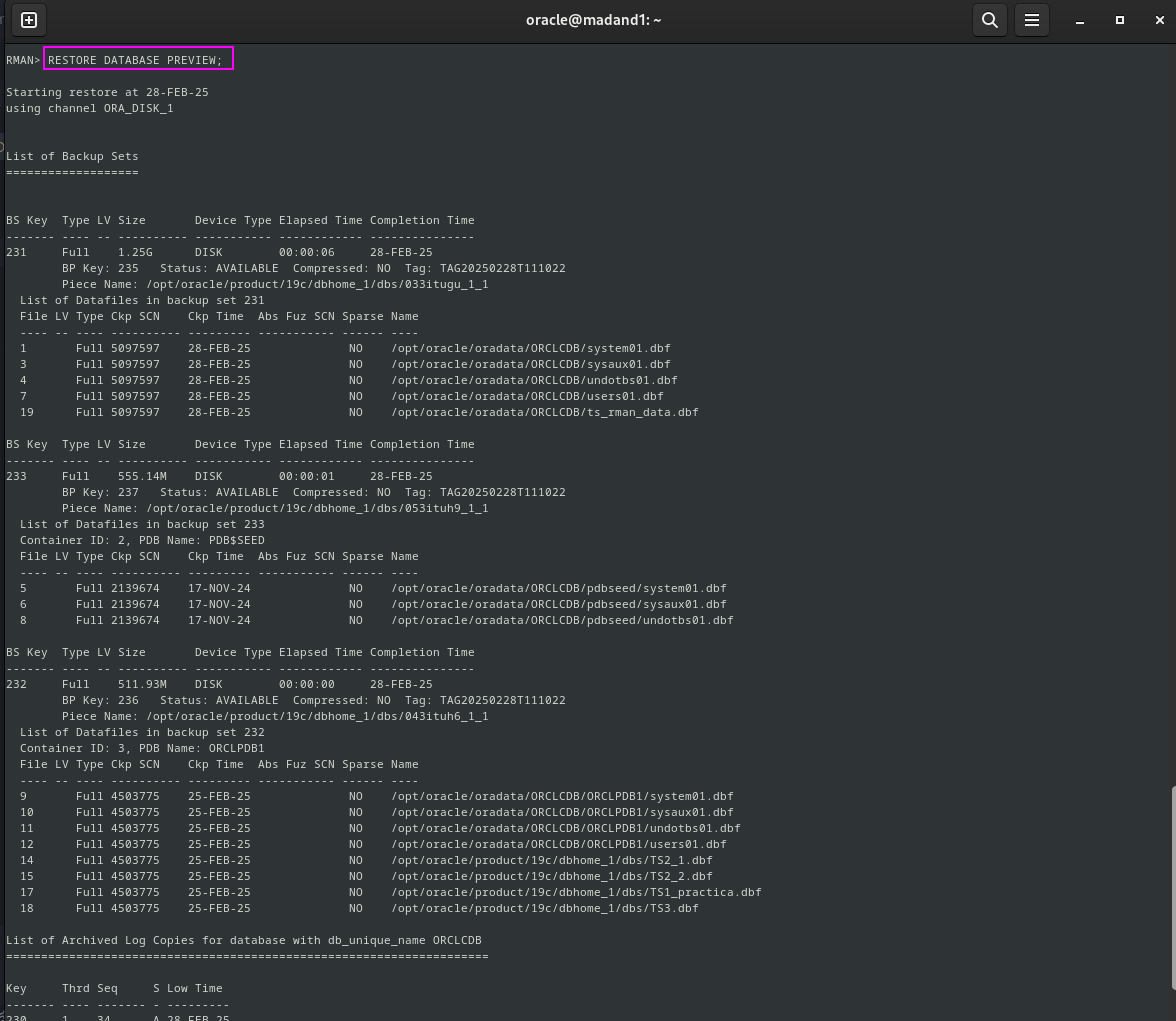 oracle@madand1: ~
RMAN> RESTORE DATABASE PREVIEW;
Starting restore at 28-FEB-25
using channel ORA_DISK_1
List of Backup Sets
===================
BS Key  Type LV Size       Device Type Elapsed Time Completion Time
------- ---- -- ---------- ----------- ------------ ---------------
231     Full    1.25G      DISK        00:00:06     28-FEB-25
        BP Key: 235   Status: AVAILABLE  Compressed: NO  Tag: TAG20250228T111022
        Piece Name: /opt/oracle/product/19c/dbhome_1/dbs/033itugu_1_1
  List of Datafiles in backup set 231
  File LV Type Ckp SCN    Ckp Time  Abs Fuz SCN Sparse Name
  ---- -- ---- ---------- --------- ----------- ------ ----
  1       Full 5097597    28-FEB-25              NO    /opt/oracle/oradata/ORCLCDB/system01.dbf
  3       Full 5097597    28-FEB-25              NO    /opt/oracle/oradata/ORCLCDB/sysaux01.dbf
  4       Full 5097597    28-FEB-25              NO    /opt/oracle/oradata/ORCLCDB/undotbs01.dbf
  7       Full 5097597    28-FEB-25              NO    /opt/oracle/oradata/ORCLCDB/users01.dbf
  19      Full 5097597    28-FEB-25              NO    /opt/oracle/oradata/ORCLCDB/ts_rman_data.dbf
BS Key  Type LV Size       Device Type Elapsed Time Completion Time
------- ---- -- ---------- ----------- ------------ ---------------
233     Full    555.14M    DISK        00:00:01     28-FEB-25
        BP Key: 237   Status: AVAILABLE  Compressed: NO  Tag: TAG20250228T111022
        Piece Name: /opt/oracle/product/19c/dbhome_1/dbs/053ituh9_1_1
  List of Datafiles in backup set 233
  Container ID: 2, PDB Name: PDB$SEED
  File LV Type Ckp SCN    Ckp Time  Abs Fuz SCN Sparse Name
  ---- -- ---- ---------- --------- ----------- ------ ----
  5       Full 2139674    17-NOV-24              NO    /opt/oracle/oradata/ORCLCDB/pdbseed/system01.dbf
  6       Full 2139674    17-NOV-24              NO    /opt/oracle/oradata/ORCLCDB/pdbseed/sysaux01.dbf
  8       Full 2139674    17-NOV-24              NO    /opt/oracle/oradata/ORCLCDB/pdbseed/undotbs01.dbf
BS Key  Type LV Size       Device Type Elapsed Time Completion Time
------- ---- -- ---------- ----------- ------------ ---------------
232     Full    511.93M    DISK        00:00:00     28-FEB-25
        BP Key: 236   Status: AVAILABLE  Compressed: NO  Tag: TAG20250228T111022
        Piece Name: /opt/oracle/product/19c/dbhome_1/dbs/043ituh6_1_1
  List of Datafiles in backup set 232
  Container ID: 3, PDB Name: ORCLPDB1
  File LV Type Ckp SCN    Ckp Time  Abs Fuz SCN Sparse Name
  ---- -- ---- ---------- --------- ----------- ------ ----
  9       Full 4503775    25-FEB-25              NO    /opt/oracle/oradata/ORCLCDB/ORCLPDB1/system01.dbf
  10      Full 4503775    25-FEB-25              NO    /opt/oracle/oradata/ORCLCDB/ORCLPDB1/sysaux01.dbf
  11      Full 4503775    25-FEB-25              NO    /opt/oracle/oradata/ORCLCDB/ORCLPDB1/undotbs01.dbf
  12      Full 4503775    25-FEB-25              NO    /opt/oracle/oradata/ORCLCDB/ORCLPDB1/users01.dbf
  14      Full 4503775    25-FEB-25              NO    /opt/oracle/product/19c/dbhome_1/dbs/TS2_1.dbf
  15      Full 4503775    25-FEB-25              NO    /opt/oracle/product/19c/dbhome_1/dbs/TS2_2.dbf
  17      Full 4503775    25-FEB-25              NO    /opt/oracle/product/19c/dbhome_1/dbs/TS1_practica.dbf
  18      Full 4503775    25-FEB-25              NO    /opt/oracle/product/19c/dbhome_1/dbs/TS3.dbf
List of Archived Log Copies for database with db_unique_name ORCLCDB
=====================================================================
Key     Thrd Seq     S Low Time
------- ---- ------- - ---------
230     1    34      A 28-FEB-25